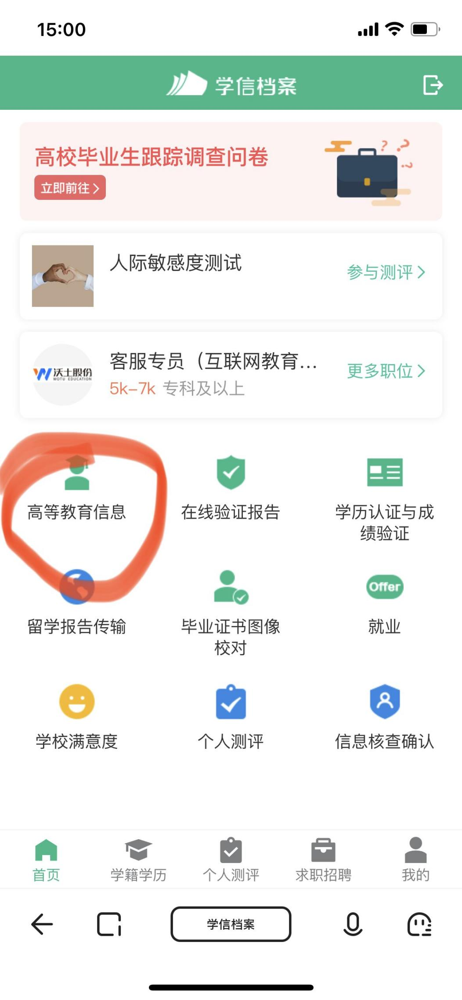 15:00
学信档案
高校毕业生跟踪调查问卷
立即前往
人际敏感度测试
参与测评
沃土股份
WOTU EDUCATION
客服专员（互联网教育...
5k-7k 专科及以上
更多职位
高等教育信息
在线验证报告
学历认证与成
绩验证
留学报告传输
毕业证书图像
校对
Offer
就业
学校满意度
个人测评
信息核查确认
首页
学籍学历
个人测评
求职招聘
我的
学信档案